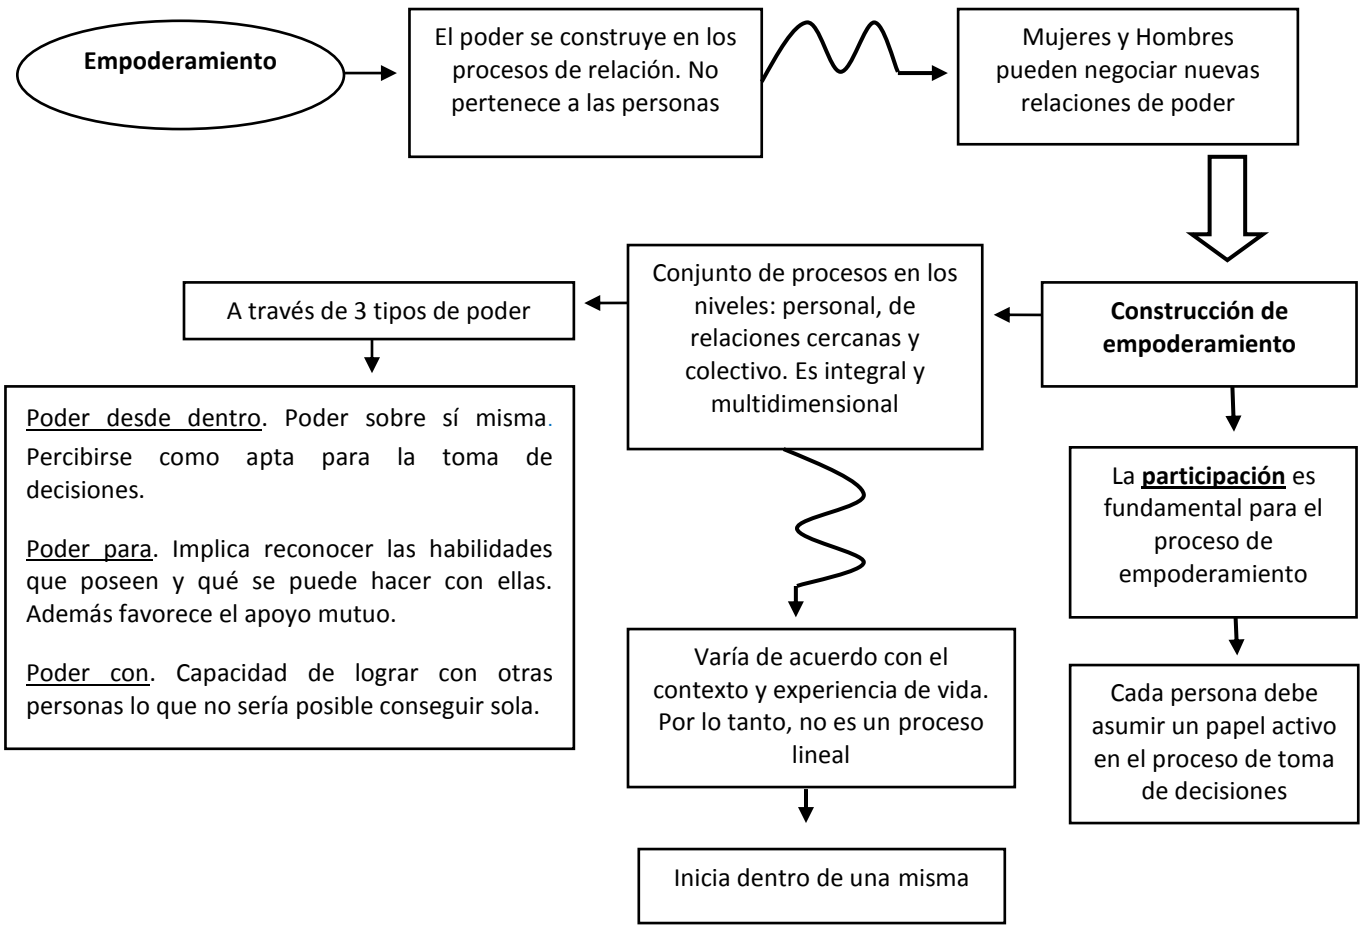 Empoderamiento
El poder se construye en los
procesos de relación. No
pertenece a las personas
Mujeres y Hombres
pueden negociar nuevas
relaciones de poder
Construcción de
empoderamiento
Conjunto de procesos en los
niveles: personal, de
relaciones cercanas y
colectivo. Es integral y
multidimensional
A través de 3 tipos de poder
Poder desde dentro. Poder sobre sí misma.
Percibirse como apta para la toma de
decisiones.
Poder para. Implica reconocer las habilidades
que poseen y qué se puede hacer con ellas.
Además favorece el apoyo mutuo.
Poder con. Capacidad de lograr con otras
personas lo que no sería posible conseguir sola.
Varía de acuerdo con el
contexto y experiencia de vida.
Por lo tanto, no es un proceso
lineal
Inicia dentro de una misma
La participación es
fundamental para el
proceso de
empoderamiento
Cada persona debe
asumir un papel activo
en el proceso de toma
de decisiones